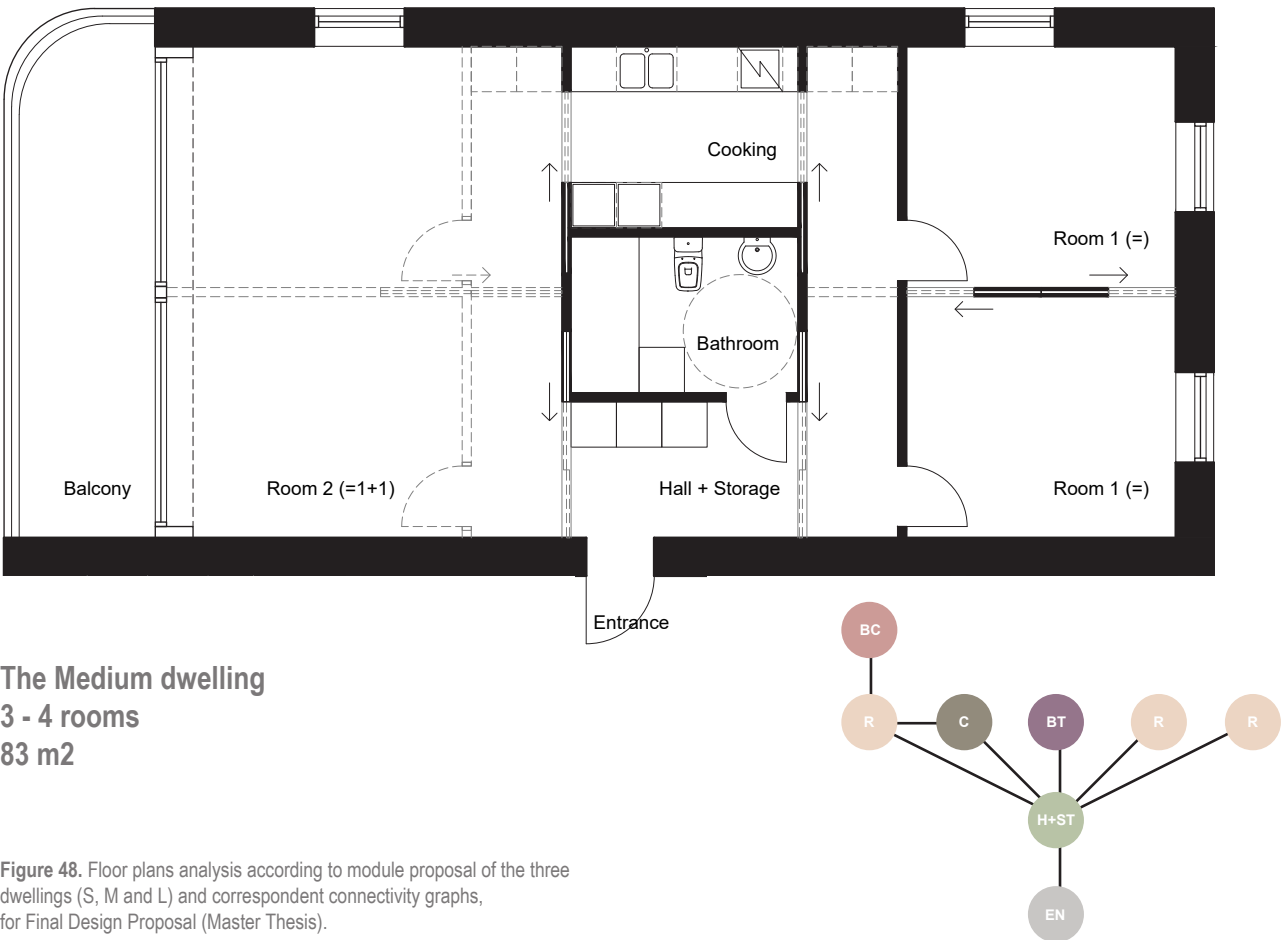 Cooking
Room 1 (=)
Bathroom
Balcony
Room 2 (=1+1)
Hall + Storage
Room 1 (=)
Entrance
The Medium dwelling
3 - 4 rooms
83 m2
BC
R
C
BT
R
R
H+ST
EN
Figure 48. Floor plans analysis according to module proposal of the three
dwellings (S, M and L) and correspondent connectivity graphs,
for Final Design Proposal (Master Thesis).